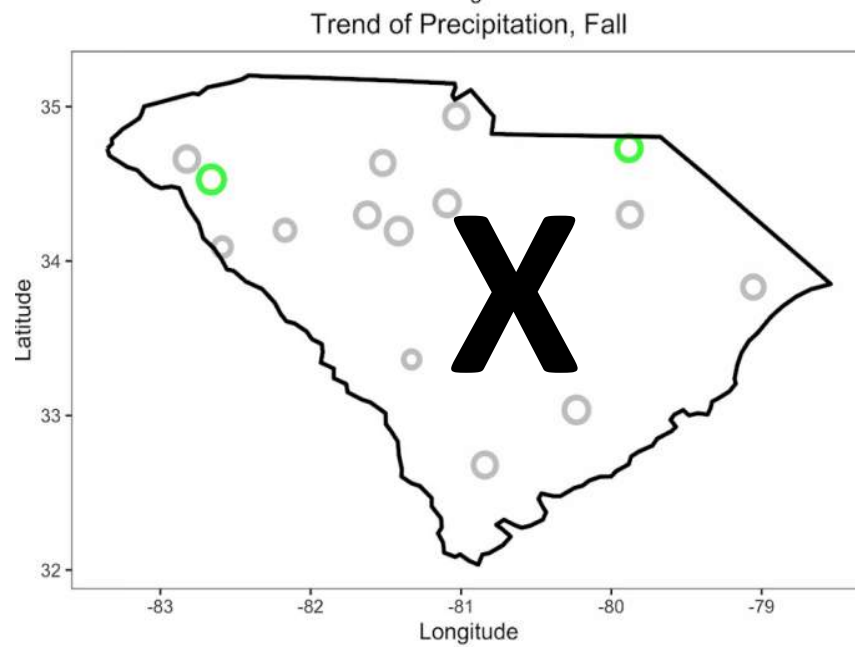 Trend of Precipitation, Fall
35
34
33
32
Latitude
X
-83 -82 -81 -80 -79
Longitude